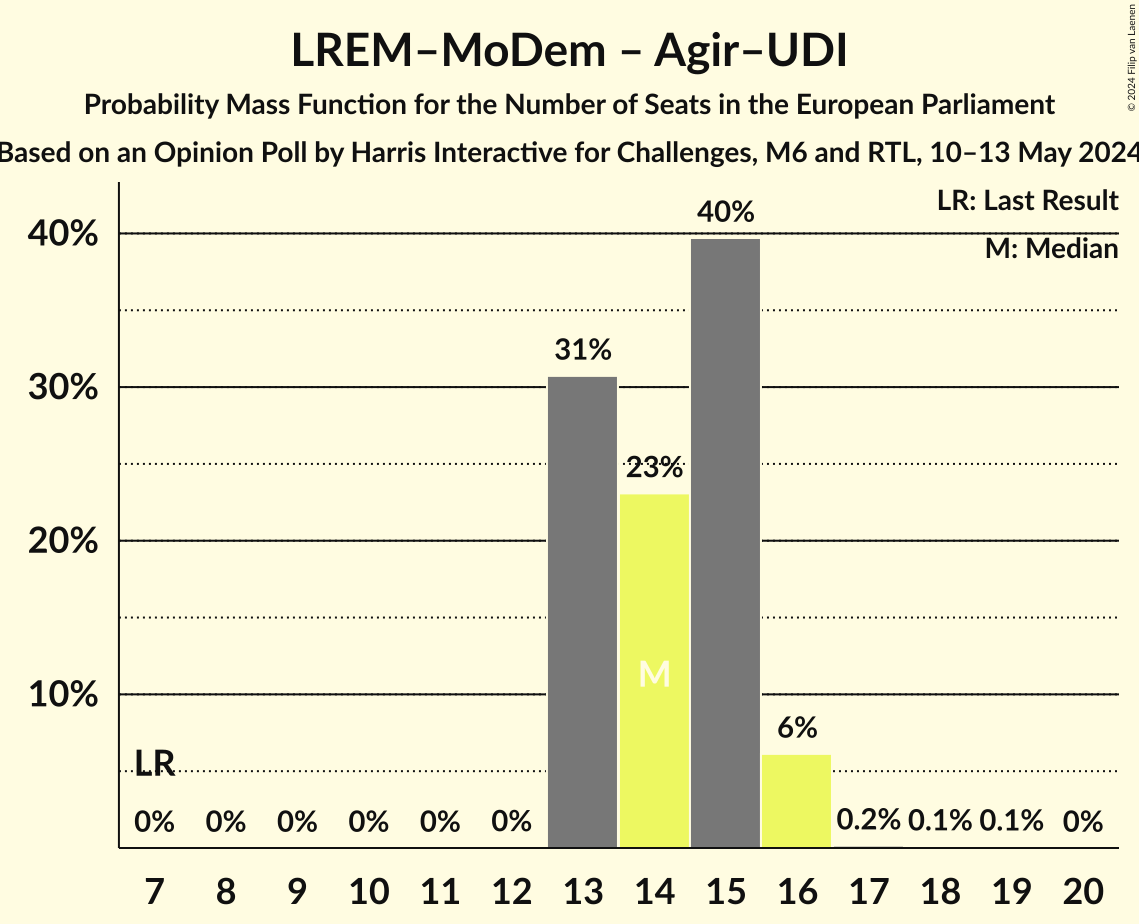 LREM–MoDem – Agir–UDI
Probability Mass Function for the Number of Seats in the European Parliament
Based on an Opinion Poll by Harris Interactive for Challenges, M6 and RTL, 10–13 May 2024
© 2024 Filip van Laenen
LR: Last Result
M: Median
40%
30%
20%
10%
31%
23%
40%
6%
M
LR
0% 0% 0% 0% 0% 0% 0.2% 0.1% 0.1% 0%
7 8 9 10 11 12 13 14 15 16 17 18 19 20